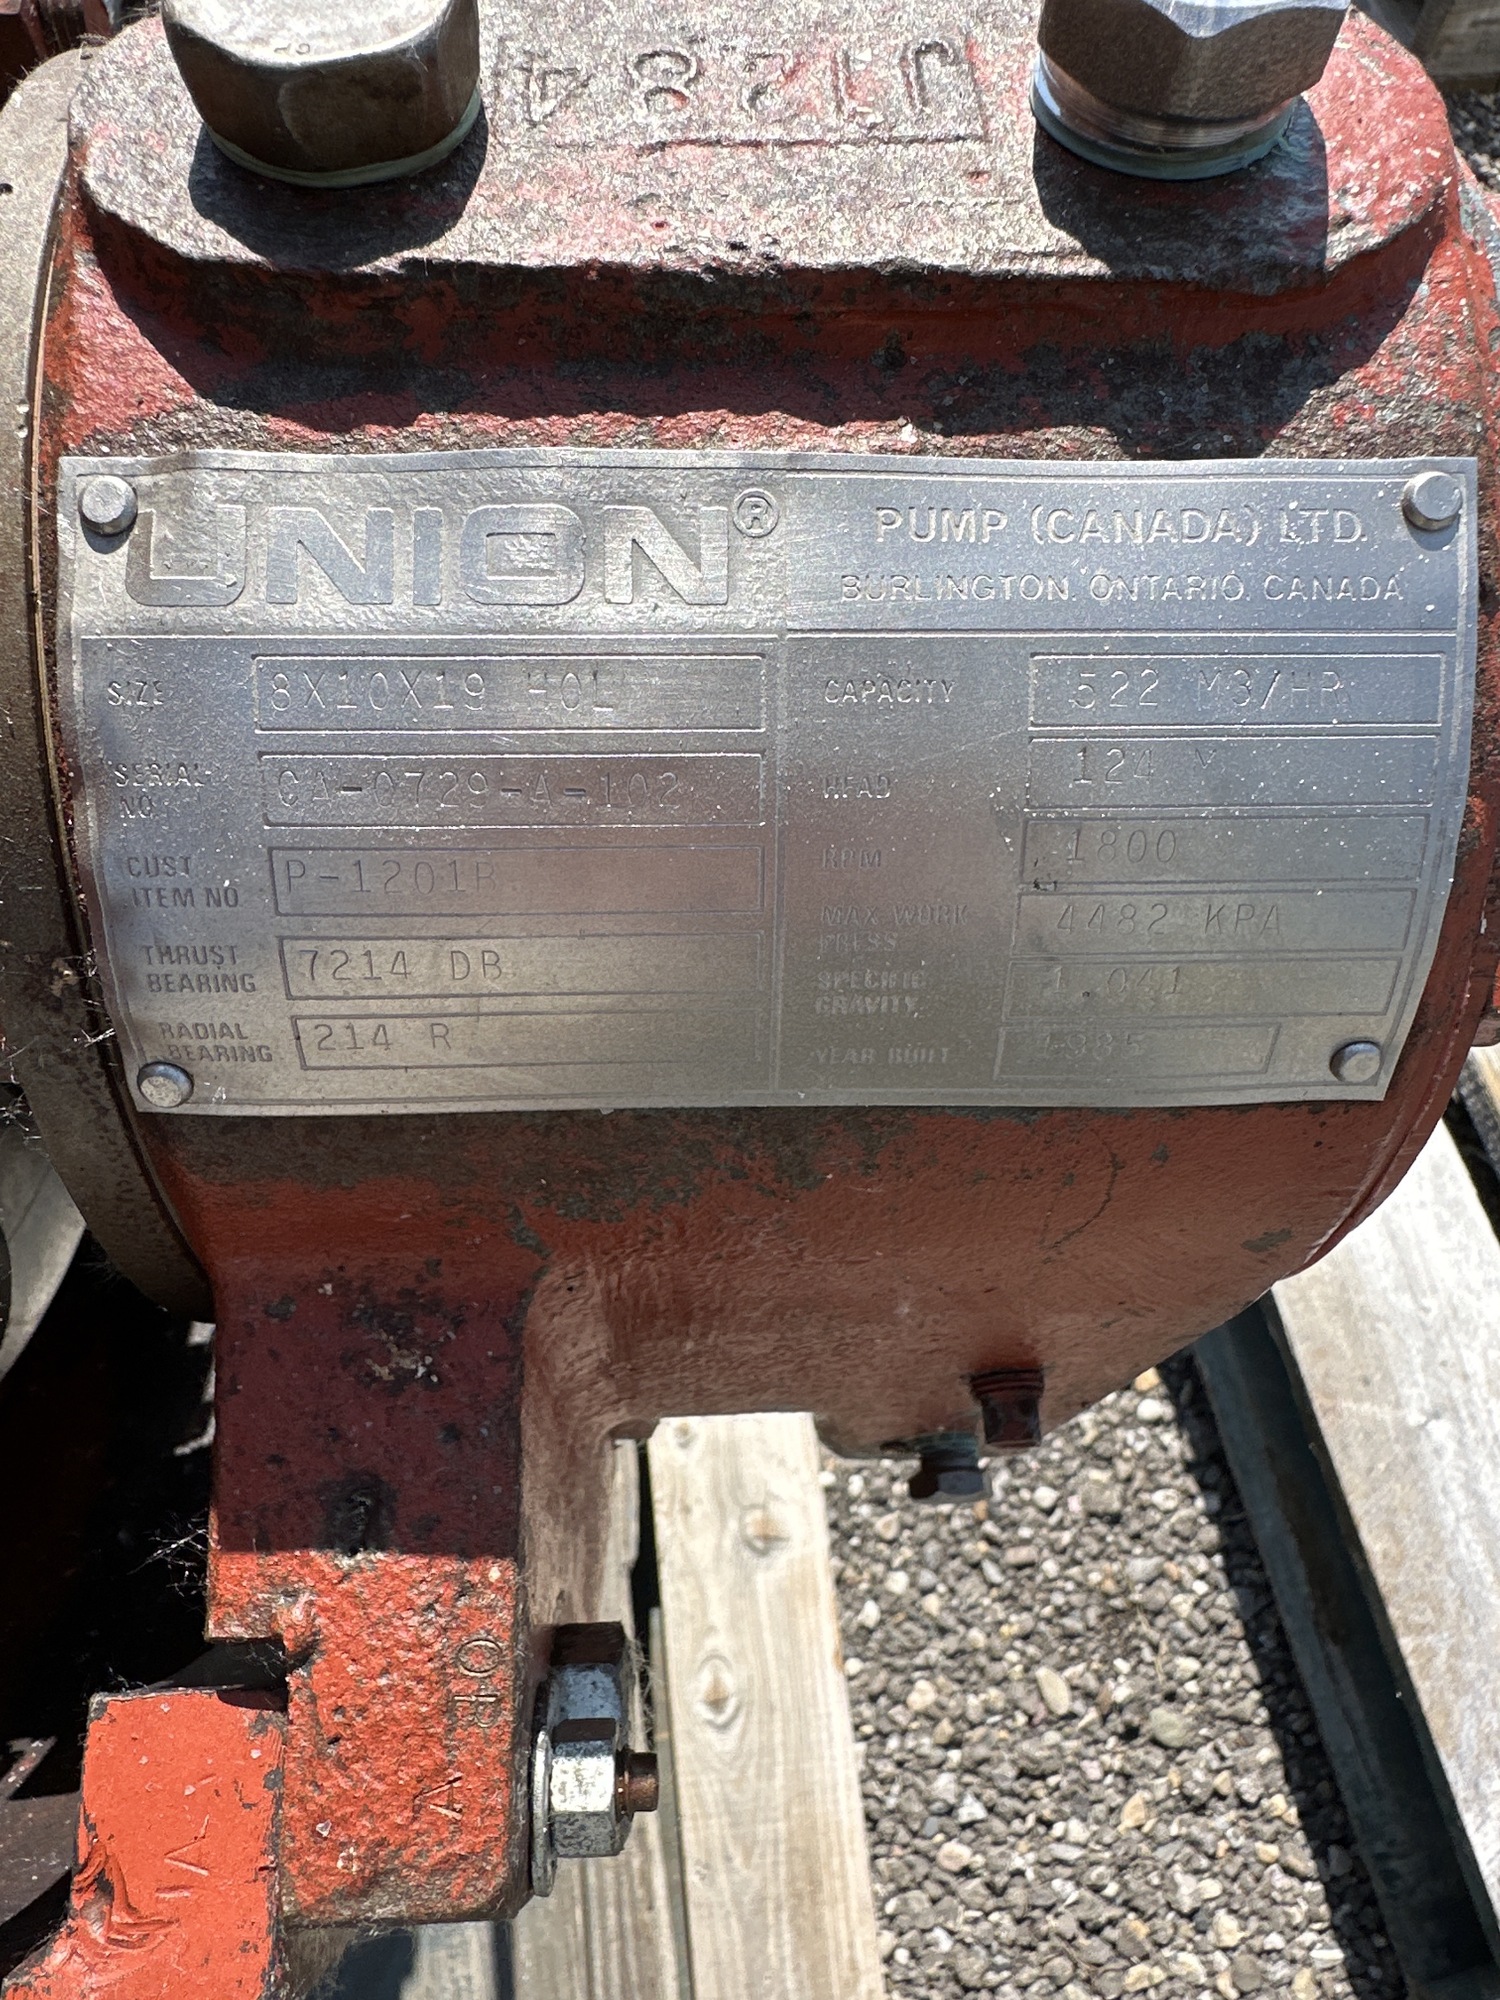 J1284
UNION® PUMP (CANADA) LTD.
BURLINGTON, ONTARIO, CANADA
SIZE 8X10X19 HOL
SERIAL NO CA-0729-A-102
CUST ITEM NO P-1201B
THRUST BEARING 7214 DB
RADIAL BEARING 214 R
CAPACITY 522 M3/HR
HEAD 124 M
RPM 1800
MAX WORK PRESS 4482 KPA
SPECIFIC GRAVITY 1.041
YEAR BUILT 1985